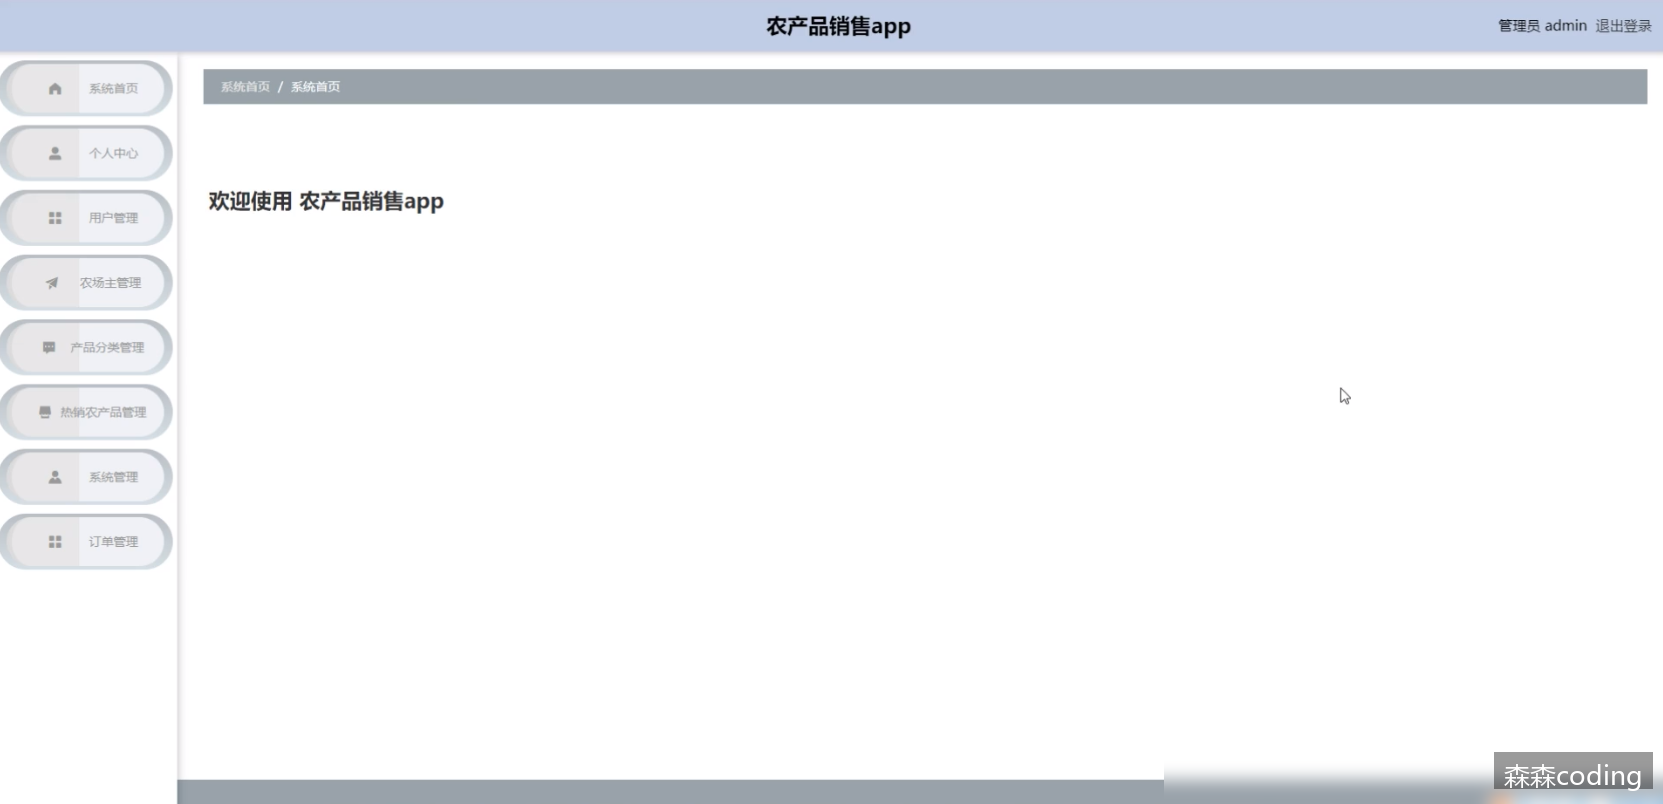 农产品销售app
管理员 admin 退出登录
系统首页
个人中心
用户管理
农场主管理
产品分类管理
热销农产品管理
系统管理
订单管理
系统首页 / 系统首页
欢迎使用 农产品销售app
森森coding